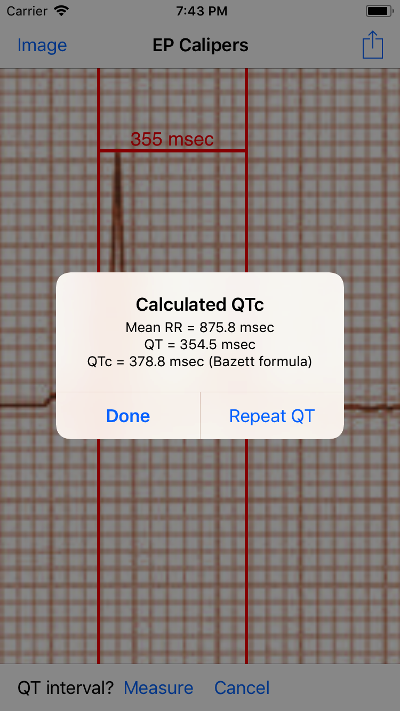 Carrier 7:43 PM
Image EP Calipers
355 msec
Calculated QTc
Mean RR = 875.8 msec
QT = 354.5 msec
QTc = 378.8 msec (Bazett formula)
Done Repeat QT
QT interval? Measure Cancel